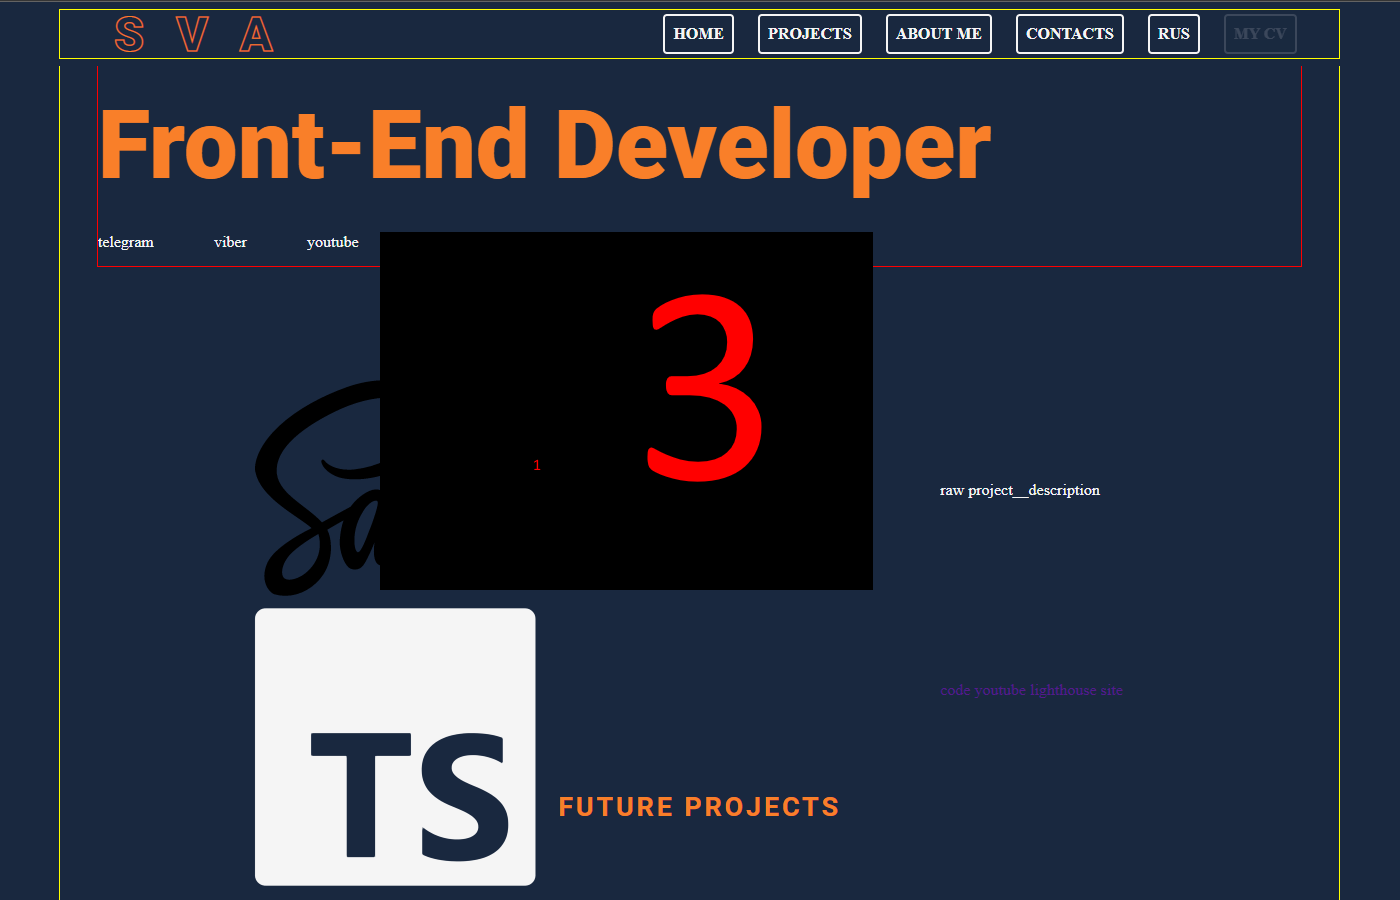 S V A
HOME PROJECTS ABOUT ME CONTACTS RUS MY CV
Front-End Developer
telegram viber youtube
3
1
Sa
raw project__description
TS
code youtube lighthouse site
FUTURE PROJECTS